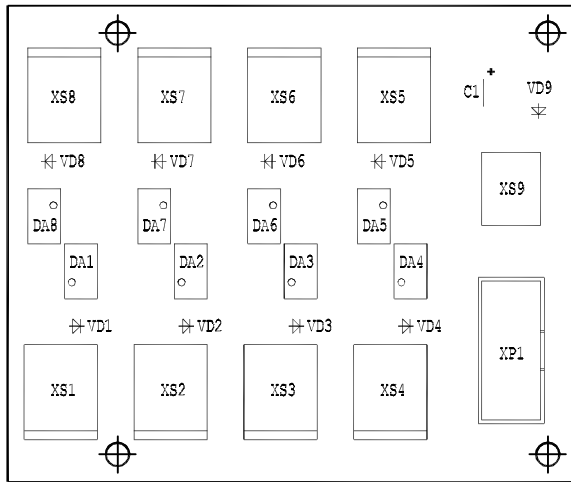 XS8 XS7 XS6 XS5 C1 + VD9
VD8 VD7 VD6 VD5 XS9
DA8 DA7 DA6 DA5
DA1 DA2 DA3 DA4
VD1 VD2 VD3 VD4 XP1
XS1 XS2 XS3 XS4